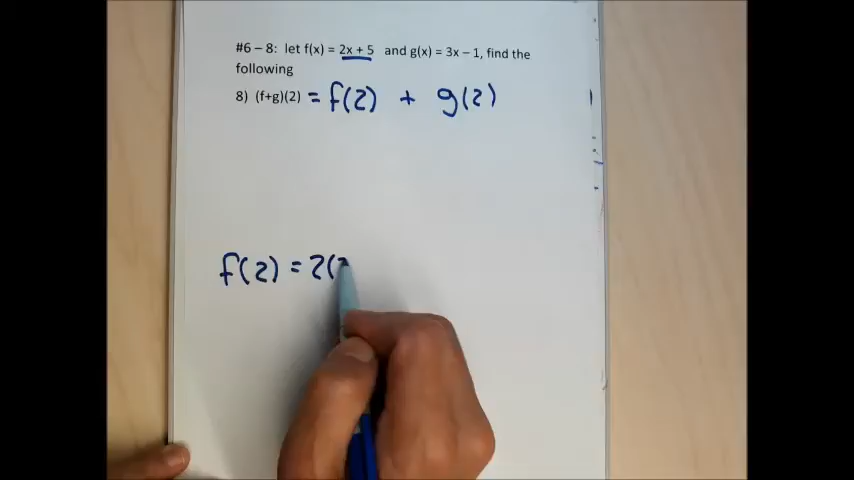 #6 – 8: let f(x) = 2x + 5 and g(x) = 3x – 1, find the
following
8) (f+g)(2) = f(2) + g(2)
f(2) = 2(